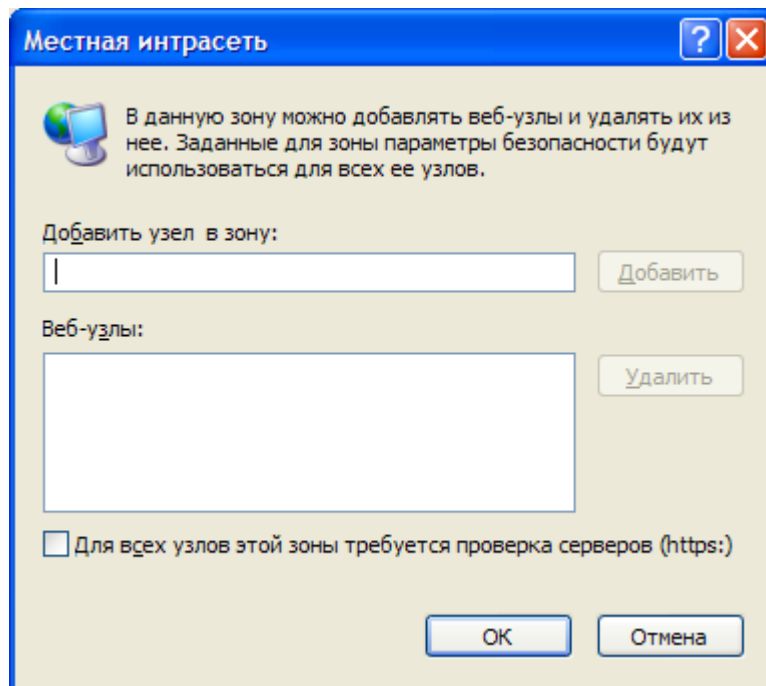 Местная интрасеть
В данную зону можно добавлять веб-узлы и удалять их из
нее. Заданные для зоны параметры безопасности будут
использоваться для всех ее узлов.
Добавить узел в зону:
Добавить
Веб-узлы:
Удалить
Для всех узлов этой зоны требуется проверка серверов (https:)
OK
Отмена